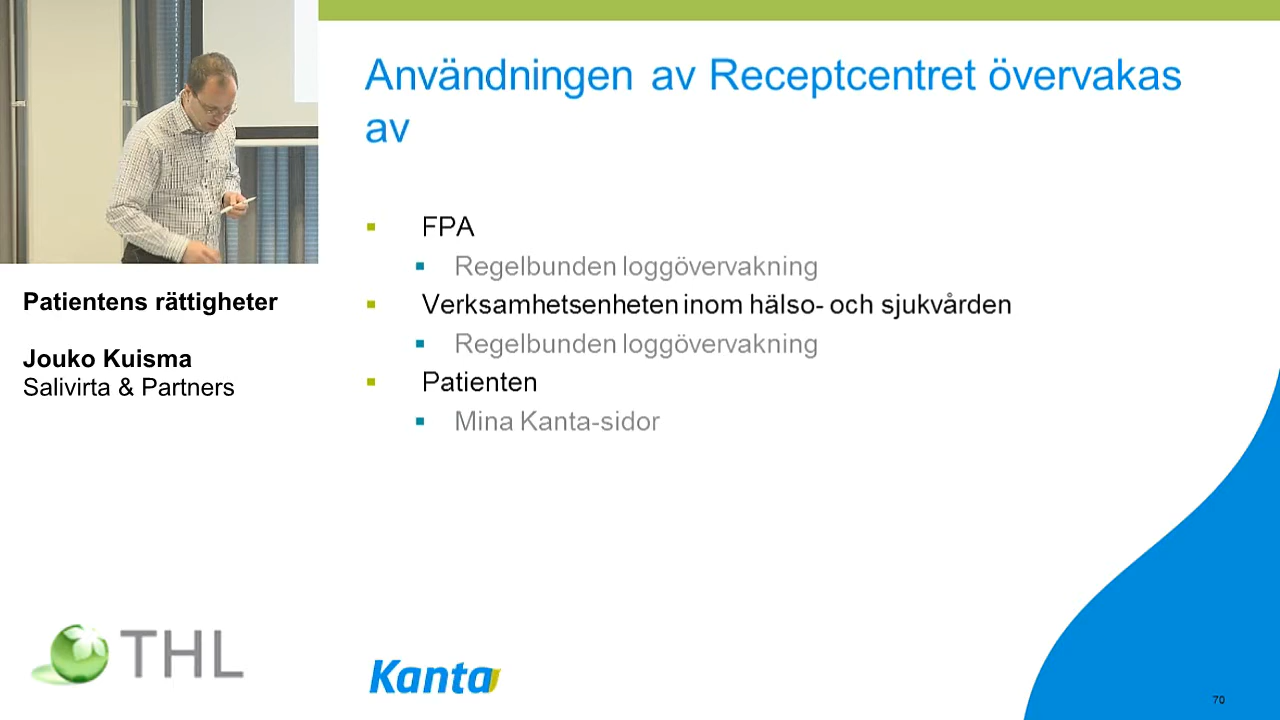 Användningen av Receptcentret övervakas
av
FPA
Regelbunden loggövervakning
Verksamhetsenheten inom hälso- och sjukvården
Regelbunden loggövervakning
Patienten
Mina Kanta-sidor
Patientens rättigheter
Jouko Kuisma
Salivirta & Partners
THL
Kanta
70